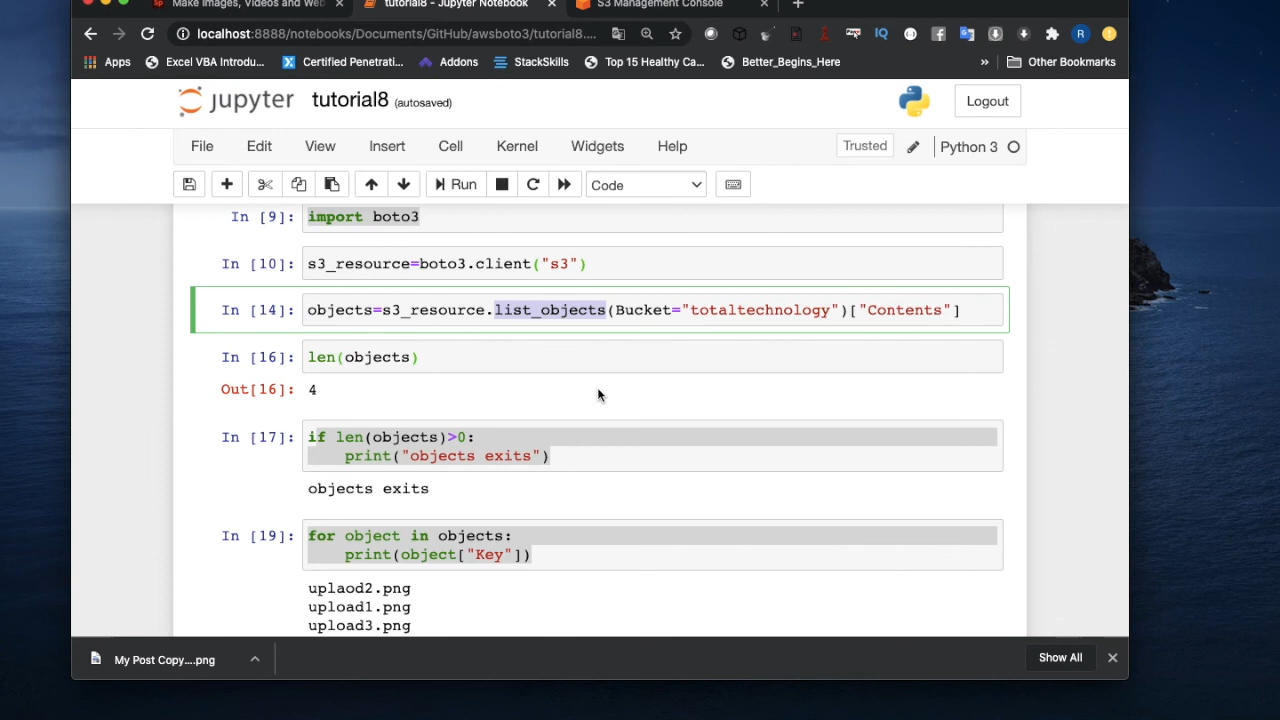 Make Images, Videos and Web
tutorial8 - Jupyter Notebook
S3 Management Console
localhost:8888/notebooks/Documents/GitHub/awsboto3/tutorial8....
IQ
R
Apps
Excel VBA Introdu...
Certified Penetrati...
Addons
StackSkills
Top 15 Healthy Ca...
Better_Begins_Here
»
Other Bookmarks
jupyter
tutorial8 (autosaved)
Logout
File Edit View Insert Cell Kernel Widgets Help
Trusted
Python 3
Run
Code
In [9]: import boto3
In [10]: s3_resource=boto3.client("s3")
In [14]: objects=s3_resource.list_objects(Bucket="totaltechnology")["Contents"]
In [16]: len(objects)
Out[16]: 4
In [17]: if len(objects)>0:
print("objects exits")
objects exits
In [19]: for object in objects:
print(object["Key"])
uplaod2.png
upload1.png
upload3.png
My Post Copy....png
Show All